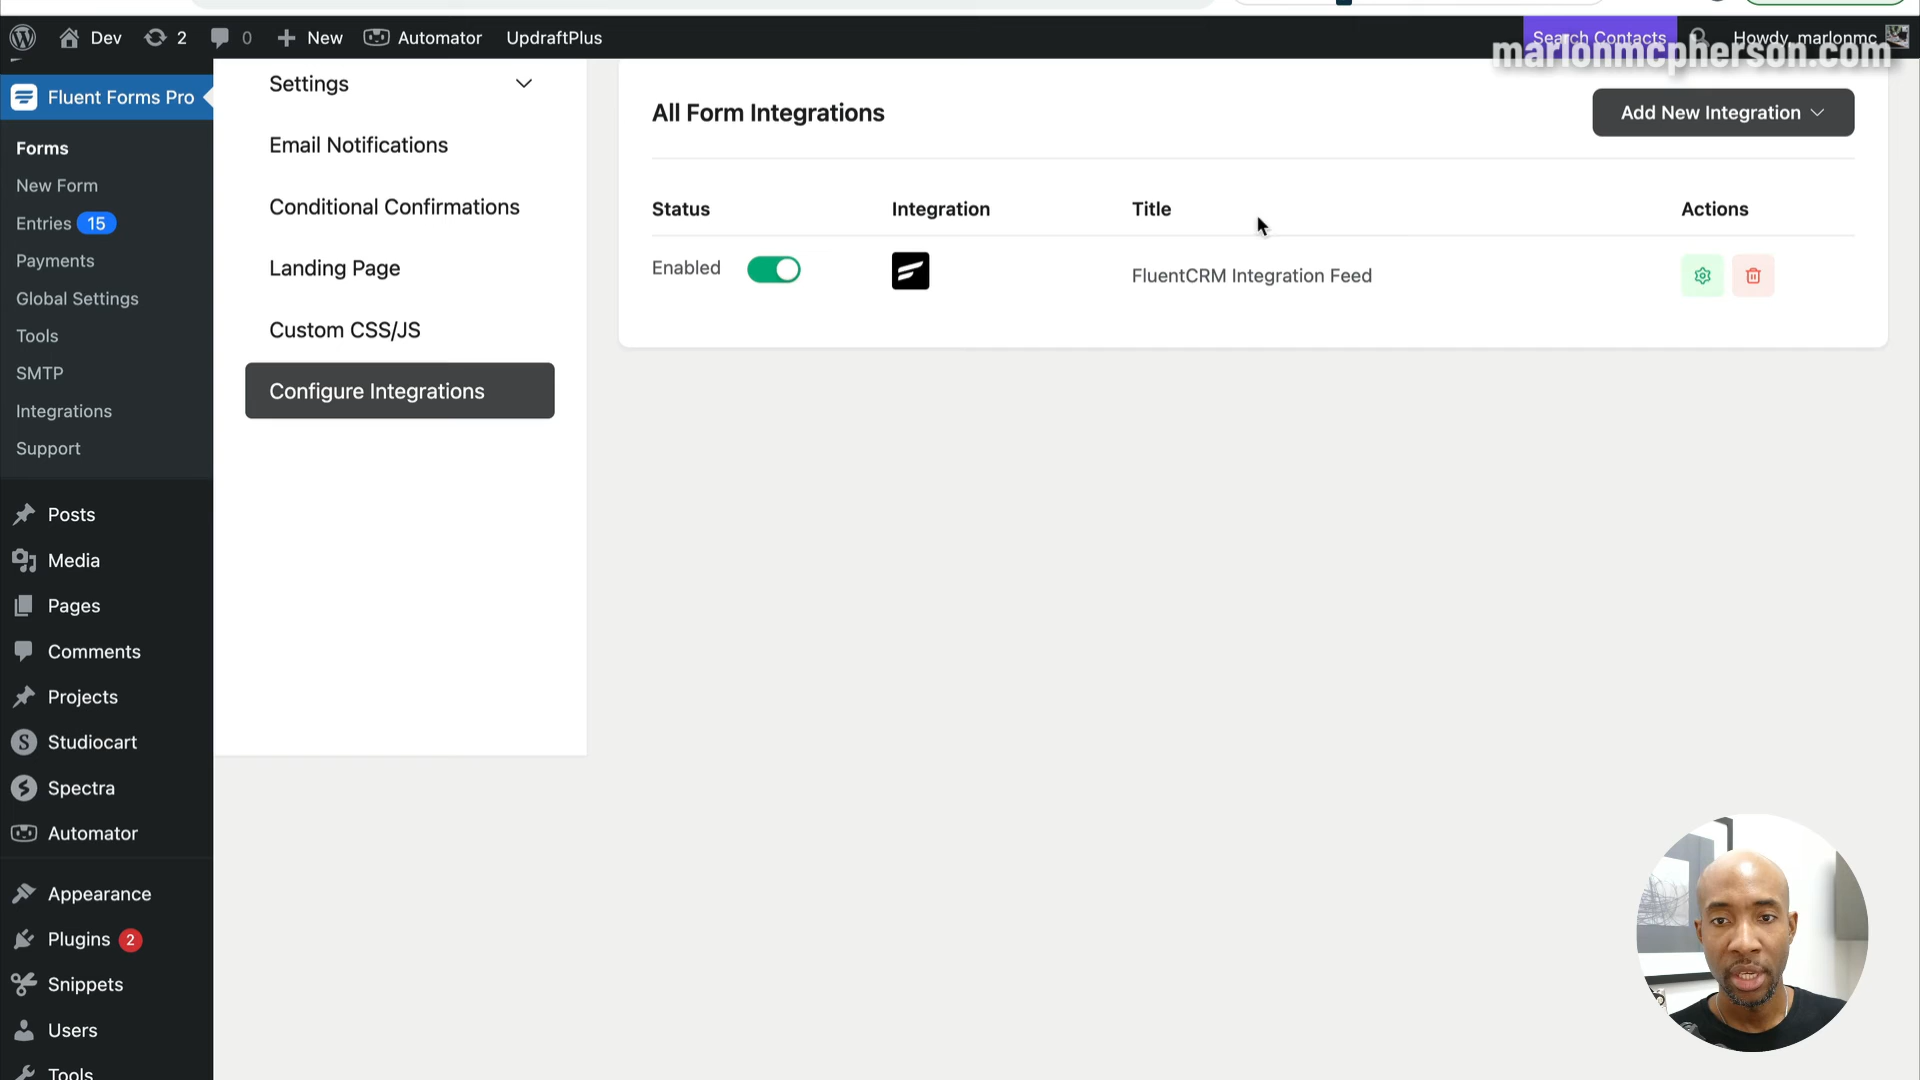 Dev
2
0
New
Automator
UpdraftPlus
Search Contacts
Howdy, marlonmc
marlonmcpherson.com
Fluent Forms Pro
Forms
New Form
Entries 15
Payments
Global Settings
Tools
SMTP
Integrations
Support
Posts
Media
Pages
Comments
Projects
Studiocart
Spectra
Automator
Appearance
Plugins 2
Snippets
Users
Tools
Settings
Email Notifications
Conditional Confirmations
Landing Page
Custom CSS/JS
Configure Integrations
All Form Integrations
Add New Integration
Status
Integration
Title
Actions
Enabled
FluentCRM Integration Feed